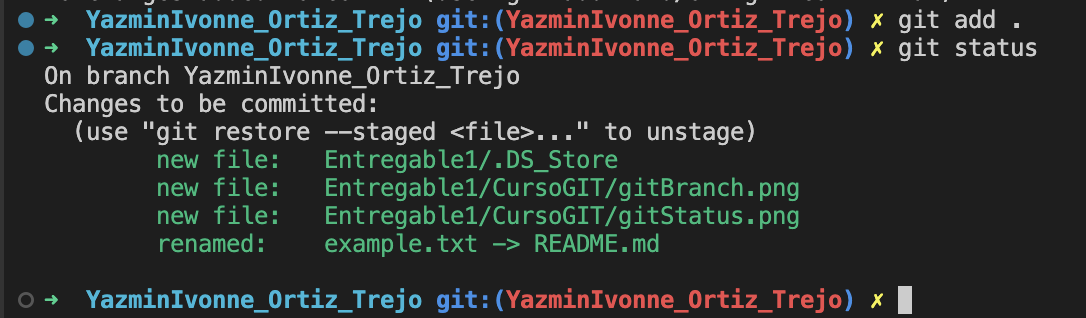 ➜ YazminIvonne_Ortiz_Trejo git:(YazminIvonne_Ortiz_Trejo) ✗ git add .
➜ YazminIvonne_Ortiz_Trejo git:(YazminIvonne_Ortiz_Trejo) ✗ git status
On branch YazminIvonne_Ortiz_Trejo
Changes to be committed:
(use "git restore --staged <file>..." to unstage)
new file: Entregable1/.DS_Store
new file: Entregable1/CursoGIT/gitBranch.png
new file: Entregable1/CursoGIT/gitStatus.png
renamed: example.txt -> README.md
➜ YazminIvonne_Ortiz_Trejo git:(YazminIvonne_Ortiz_Trejo) ✗